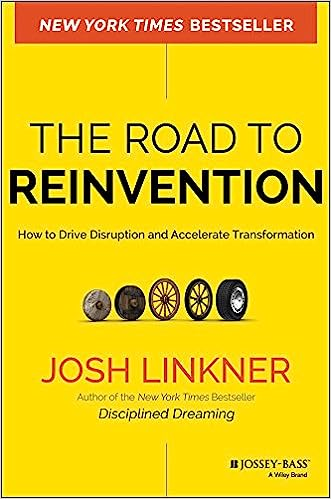 NEW YORK TIMES BESTSELLER
THE ROAD TO
REINVENTION
How to Drive Disruption and Accelerate Transformation
JOSH LINKNER
Author of the New York Times Bestseller
Disciplined Dreaming
JOSSEY-BASS™
A Wiley Brand